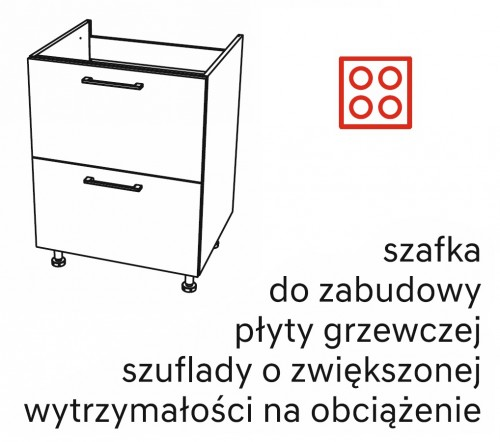 szafka
do zabudowy
płyty grzewczej
szuflady o zwiększonej
wytrzymałości na obciążenie